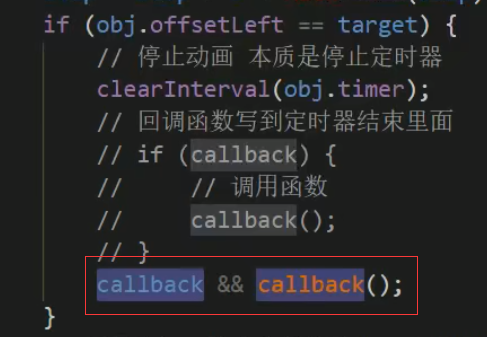 if (obj.offsetLeft == target) {
// 停止动画 本质是停止定时器
clearInterval(obj.timer);
// 回调函数写到定时器结束里面
// if (callback) {
//     // 调用函数
//     callback();
// }
callback && callback();
}